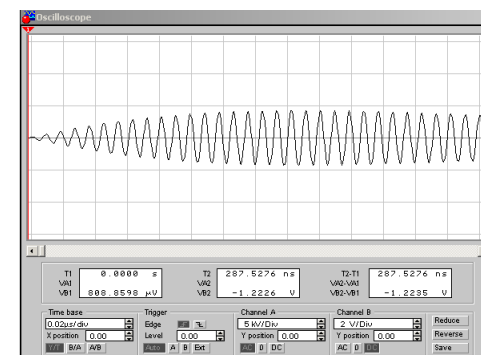 Oscilloscope
T1 0.0000 s T2 287.5276 ns T2-T1 287.5276 ns
VA1 VA2 VA2-VA1
VB1 808.8598 µV VB2 -1.2226 V VB2-VB1 -1.2235 V
Time base Trigger Channel A Channel B
0.02µs/div Edge 5 kV/Div 2 V/Div Reduce
X position 0.00 Level 0.00 Y position 0.00 Y position 0.00 Reverse
Y/T B/A A/B Auto A B Ext AC 0 DC AC 0 DC Save